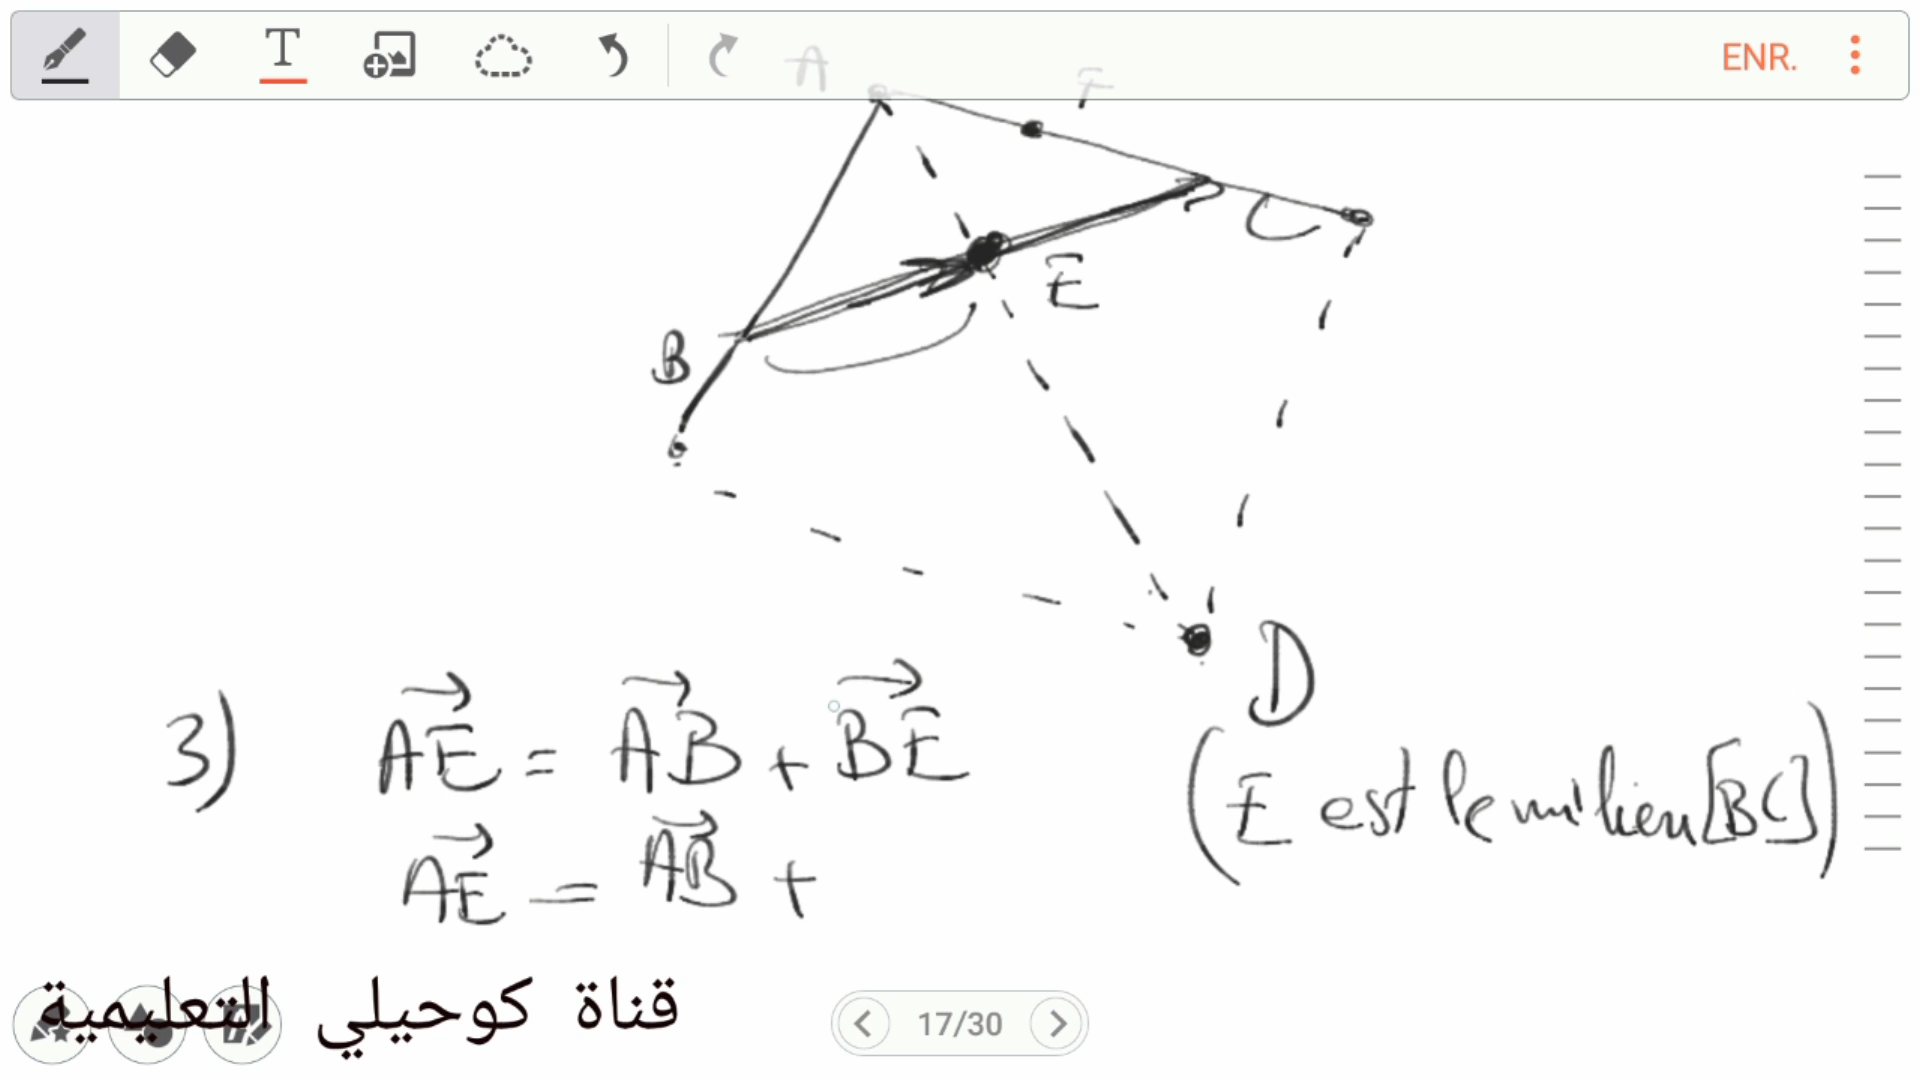 T
ENR.
A
F
E
B
C
D
3) AE = AB + BE
(E est le milieu [BC])
AE = AB +
قناة كوحيلي التعليمية
17/30